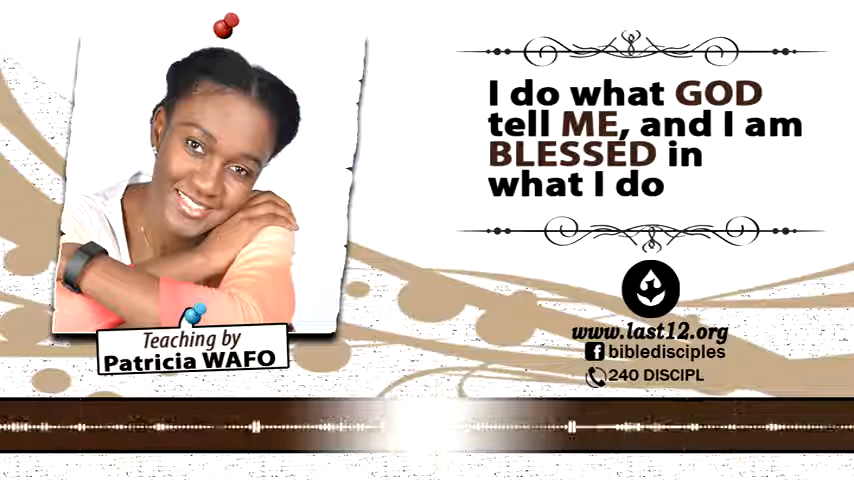 I do what GOD
tell ME, and I am
BLESSED in
what I do
Teaching by
Patricia WAFO
www.last12.org
f bibledisciples
240 DISCIPL